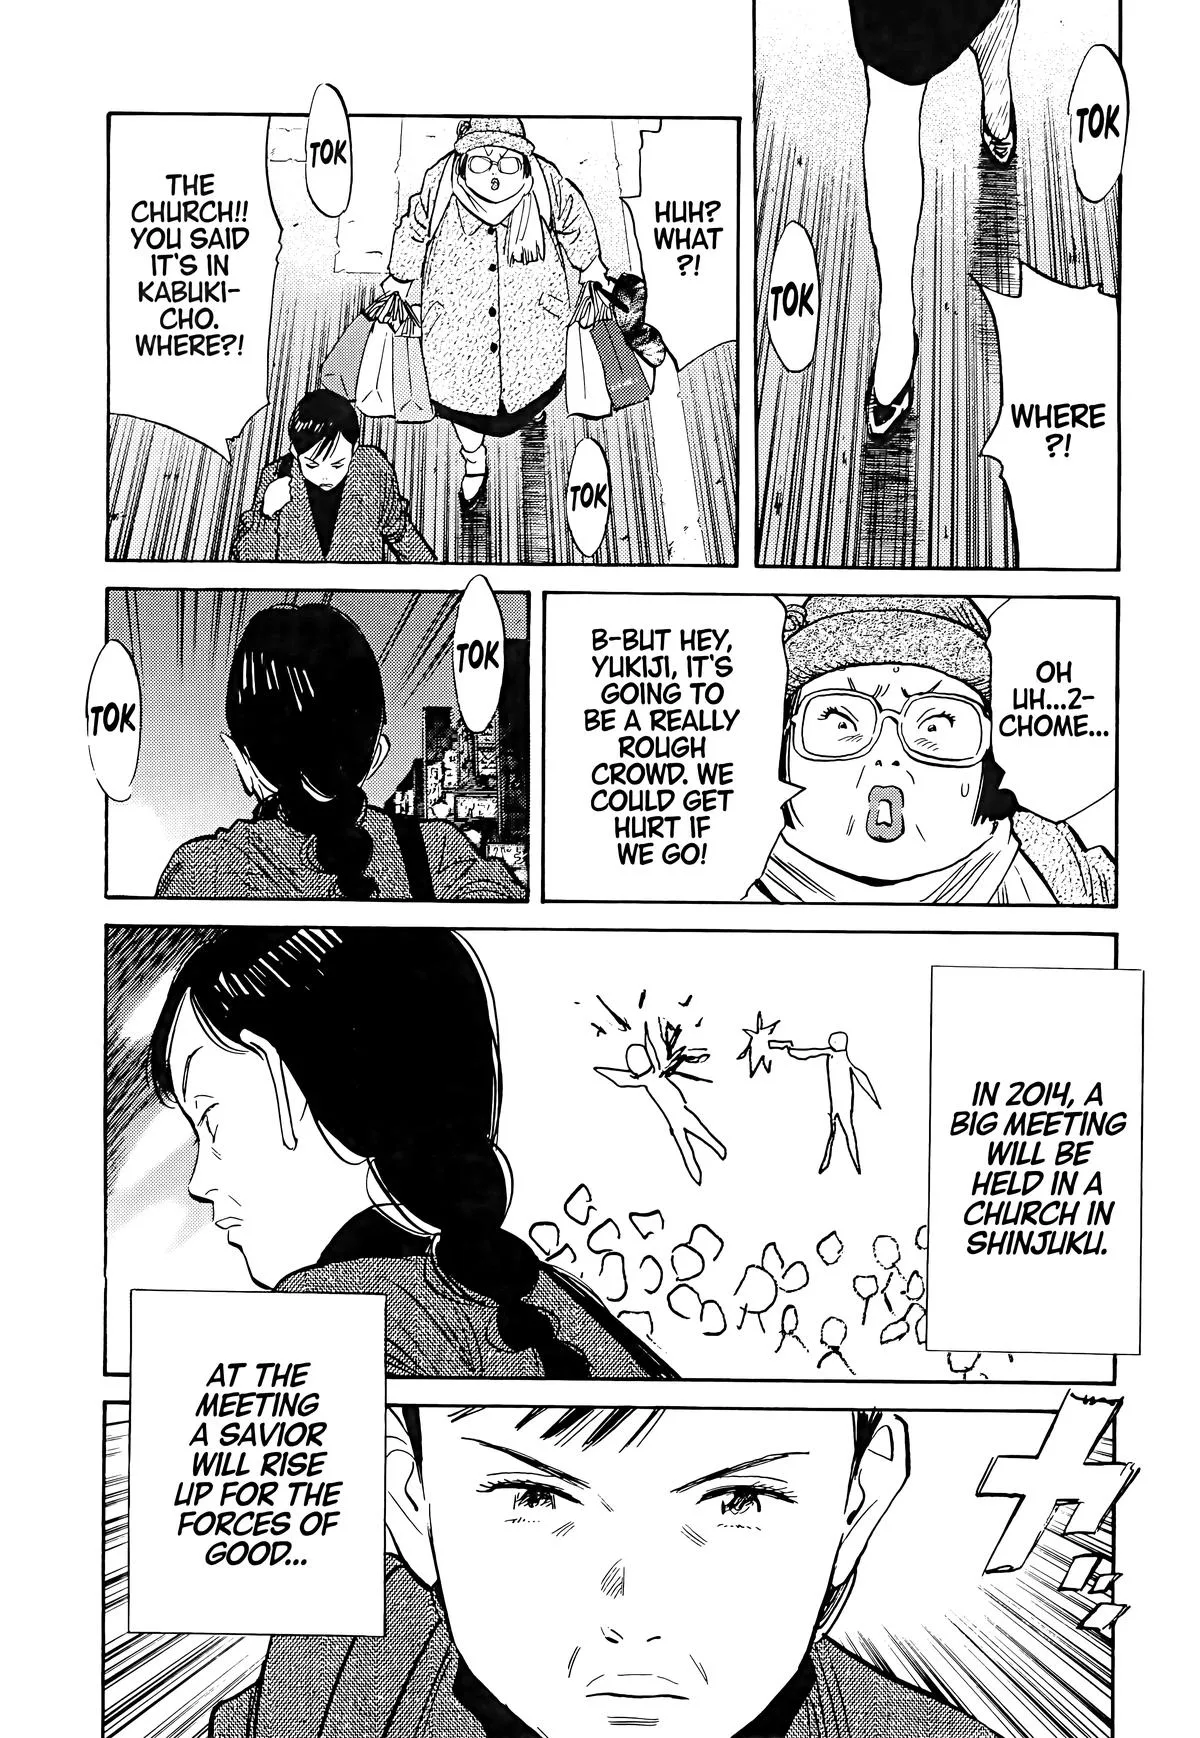 TOK
TOK
WHERE
?!
HUH?
WHAT
?!
TOK
THE
CHURCH!!
YOU SAID
IT'S IN
KABUKI-
CHO.
WHERE?!
TOK
OH
UH...2-
CHOME...
B-BUT HEY,
YUKIJI, IT'S
GOING TO
BE A REALLY
ROUGH
CROWD. WE
COULD GET
HURT IF
WE GO!
TOK
TOK
IN 2014, A
BIG MEETING
WILL BE
HELD IN A
CHURCH IN
SHINJUKU.
AT THE
MEETING
A SAVIOR
WILL RISE
UP FOR THE
FORCES OF
GOOD...